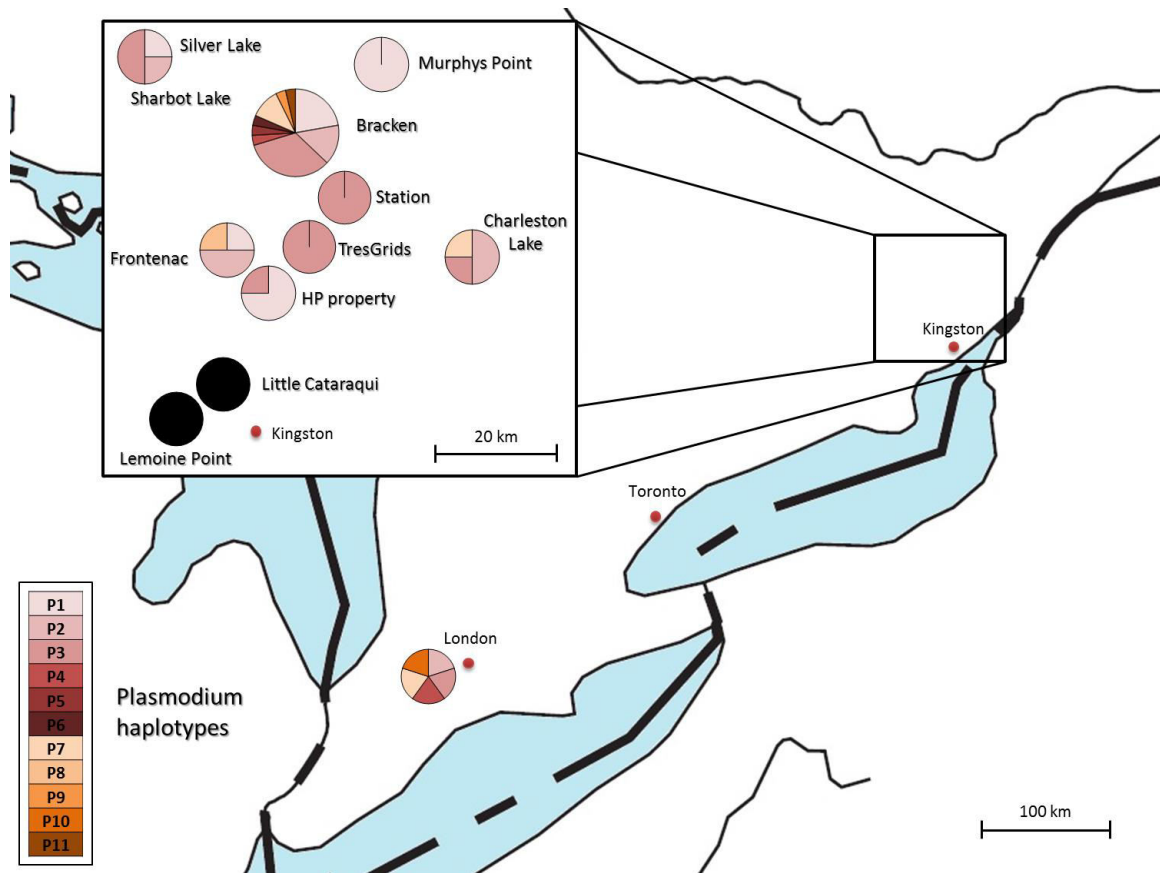 Silver Lake
Sharbot Lake
Murphys Point
Bracken
Station
Charleston
Lake
Frontenac
TresGrids
HP property
Little Cataraqui
Lemoine Point
Kingston
20 km
Kingston
Toronto
London
Plasmodium
haplotypes
P1
P2
P3
P4
P5
P6
P7
P8
P9
P10
P11
100 km